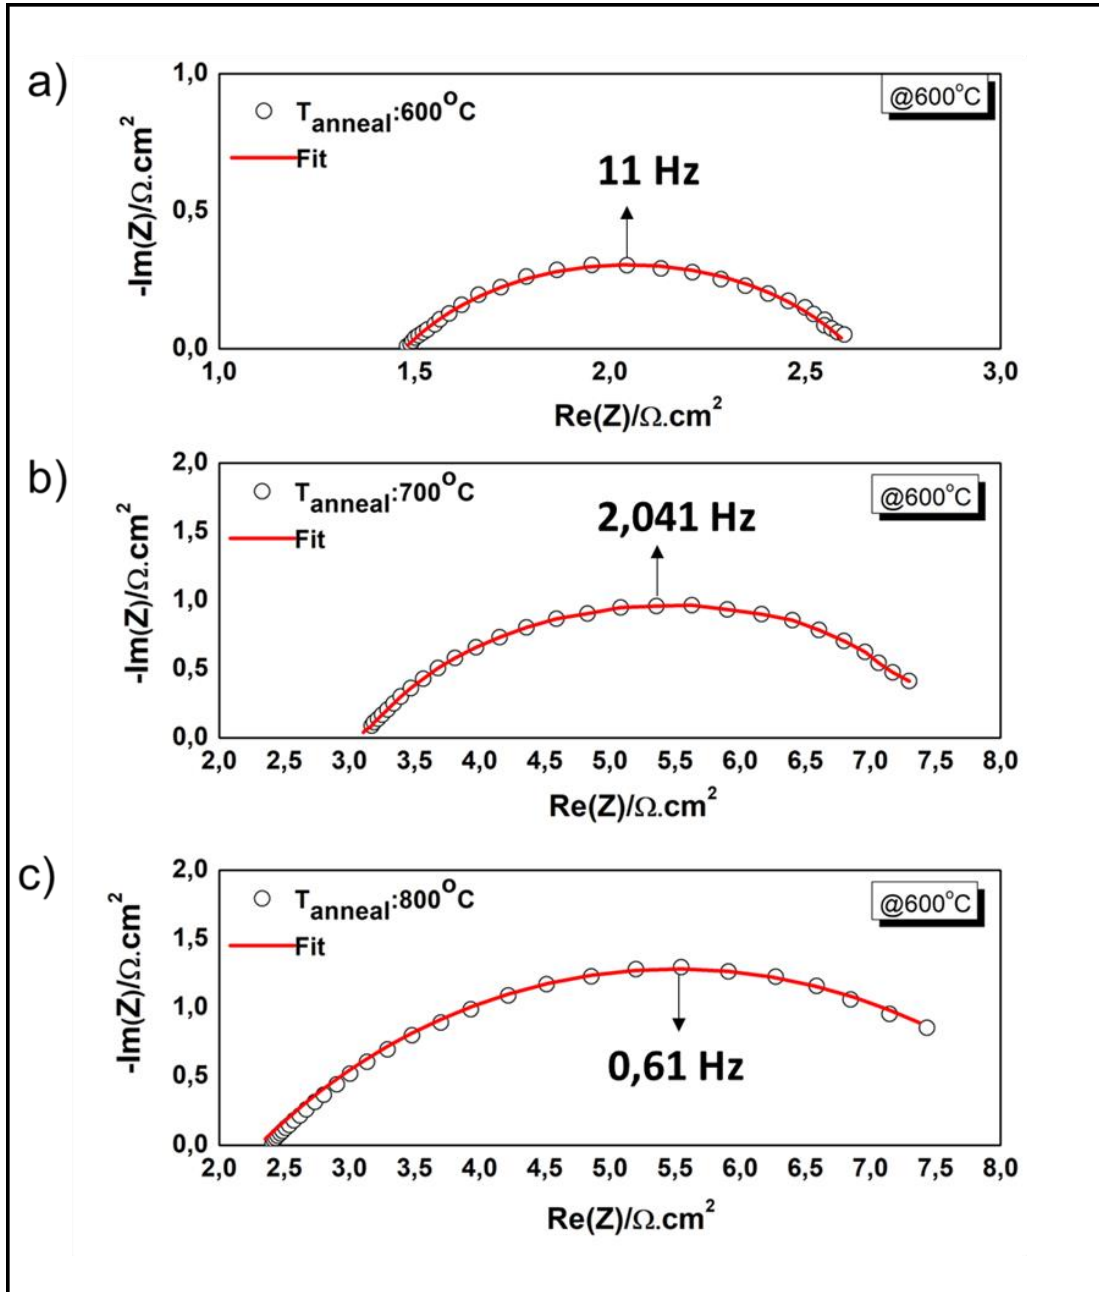 a)
1,0
0,5
0,0
-Im(Z)/Ω.cm²
T anneal:600°C
Fit
@600°C
11 Hz
1,0 1,5 2,0 2,5 3,0
Re(Z)/Ω.cm²
b)
2,0
1,5
1,0
0,5
0,0
-Im(Z)/Ω.cm²
T anneal:700°C
Fit
@600°C
2,041 Hz
2,0 2,5 3,0 3,5 4,0 4,5 5,0 5,5 6,0 6,5 7,0 7,5 8,0
Re(Z)/Ω.cm²
c)
2,0
1,5
1,0
0,5
0,0
-Im(Z)/Ω.cm²
T anneal:800°C
Fit
@600°C
0,61 Hz
2,0 2,5 3,0 3,5 4,0 4,5 5,0 5,5 6,0 6,5 7,0 7,5 8,0
Re(Z)/Ω.cm²